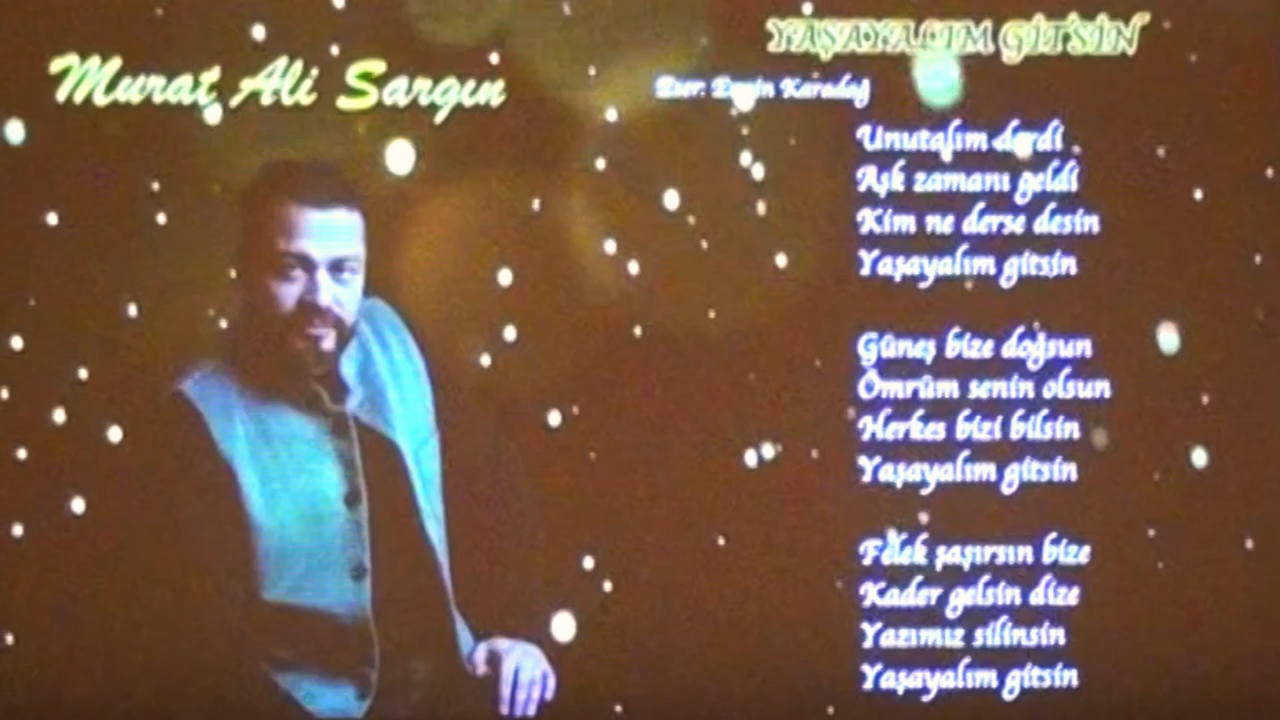 Murat Ali Sargın
YAŞAYALIM GİTSİN
Eser: Karadağ
Unutalım derdi
Aşk zamanı geldi
Kim ne derse desin
Yaşayalım gitsin
Güneş bize doğsun
Ömrüm senin olsun
Herkes bizi bilsin
Yaşayalım gitsin
Felek şaşırsın bize
Kader gelsin dize
Yazımız silinsin
Yaşayalım gitsin